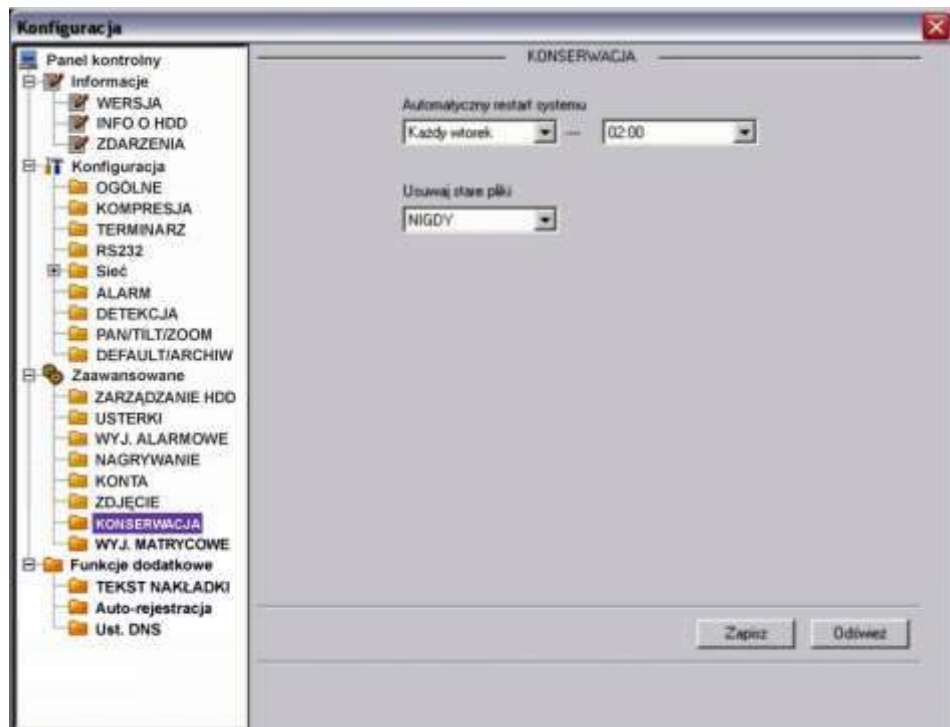 Konfiguracja
Panel kontrolny
Informacje
WERSJA
INFO O HDD
ZDARZENIA
Konfiguracja
OGÓLNE
KOMPRESJA
TERMINARZ
RS232
Sieć
ALARM
DETEKCJA
PAN/TILT/ZOOM
DEFAULT/ARCHIW
Zaawansowane
ZARZĄDZANIE HDD
USTERKI
WYJ. ALARMOWE
NAGRYWANIE
KONTA
ZDJĘCIE
KONSERWACJA
WYJ. MATRYCOWE
Funkcje dodatkowe
TEKST NAKŁADKI
Auto-rejestracja
Ust. DNS
KONSERWACJA
Automatyczny restart systemu
Każdy wtorek --- 02:00
Usuwaj stare pliki
NIGDY
Zapisz Odśwież